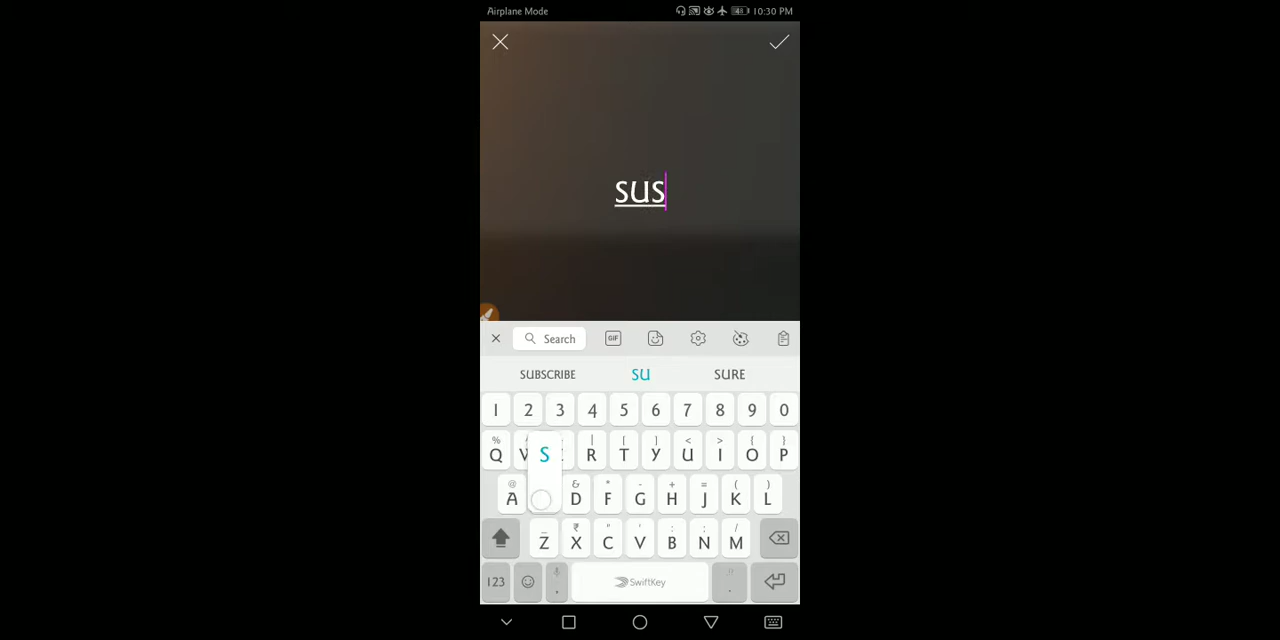 Airplane Mode 10:30 PM
sus
GIF Search
SUBSCRIBE SU SURE
1 2 3 4 5 6 7 8 9 0
% | [ ] < > { }
Q R T Y U I O P
S
@ & * - + = ( )
A D F G H J K L
_ ₹ " ' : ; /
Z X C V B N M
123 SwiftKey